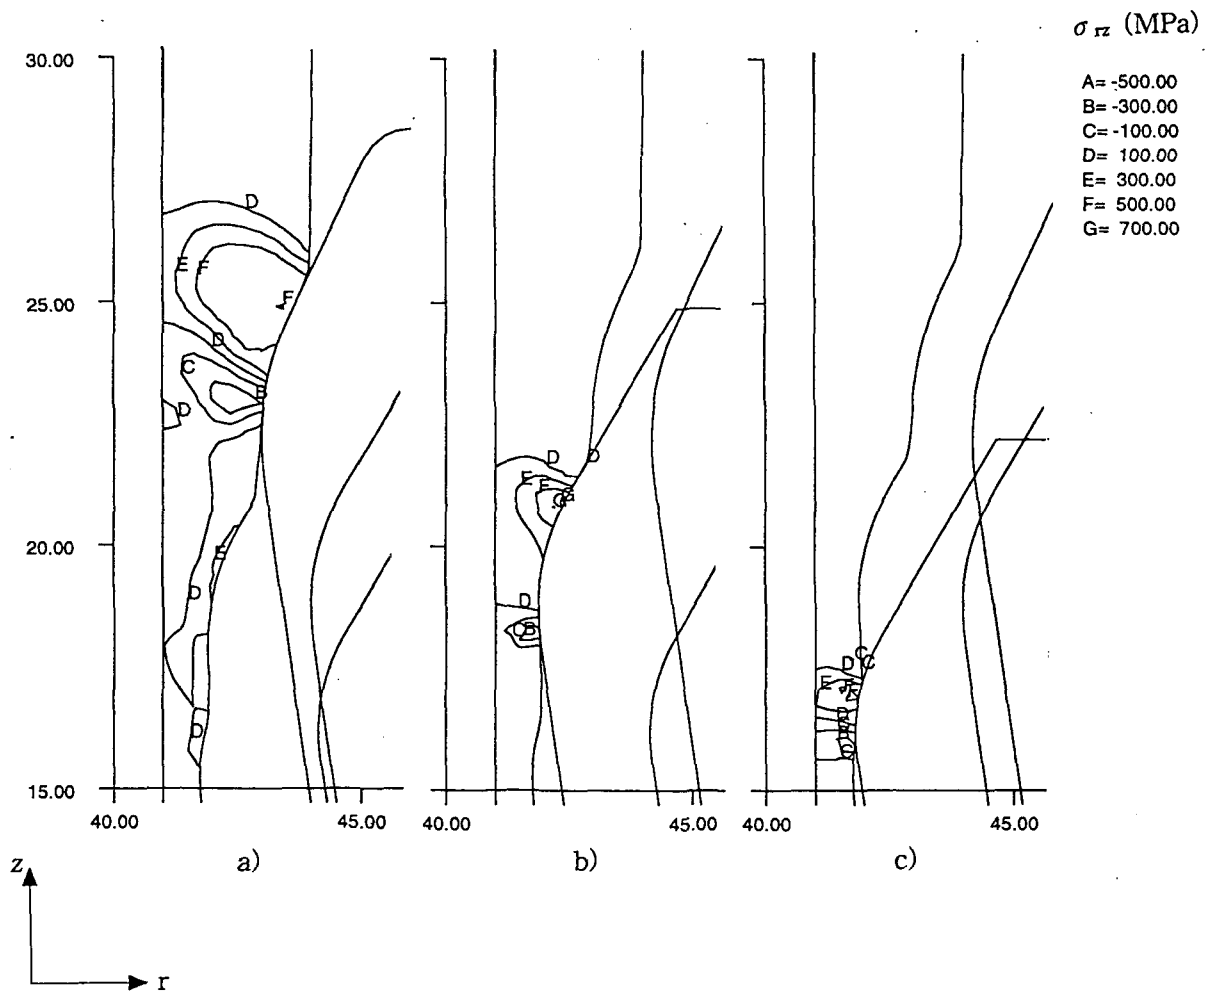 σ rz (MPa)
A= -500.00
B= -300.00
C= -100.00
D= 100.00
E= 300.00
F= 500.00
G= 700.00
30.00
25.00
20.00
15.00
D
E F
F
D
C
B
D
E
D
D
40.00 45.00
a)
D D
E F
G G
D
C B
40.00 45.00
b)
C
D C
E F
C
40.00 45.00
c)
z
r